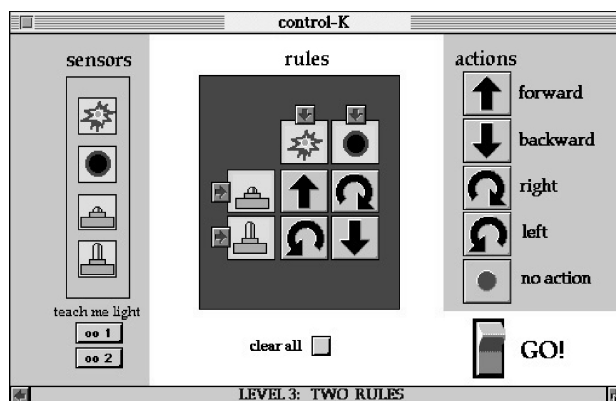 control-K
sensors
rules
actions
forward
backward
right
left
no action
teach me light
oo 1
oo 2
clear all
GO!
LEVEL 3: TWO RULES